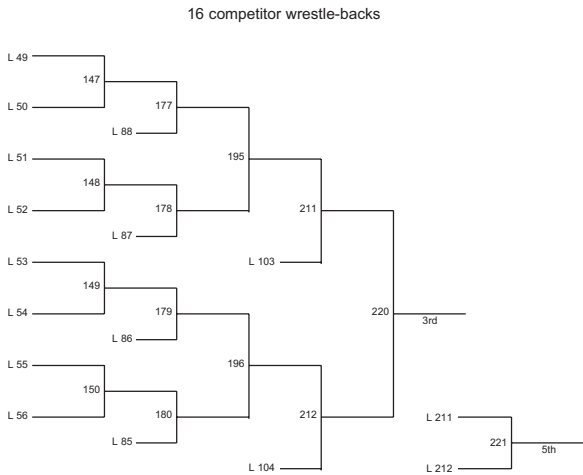 16 competitor wrestle-backs
L 49
147
L 50
177
L 88
195
L 51
148
L 52
178
L 87
211
L 103
L 53
149
L 54
179
L 86
220
3rd
196
L 55
150
L 56
180
L 85
212
L 104
L 211
221
5th
L 212